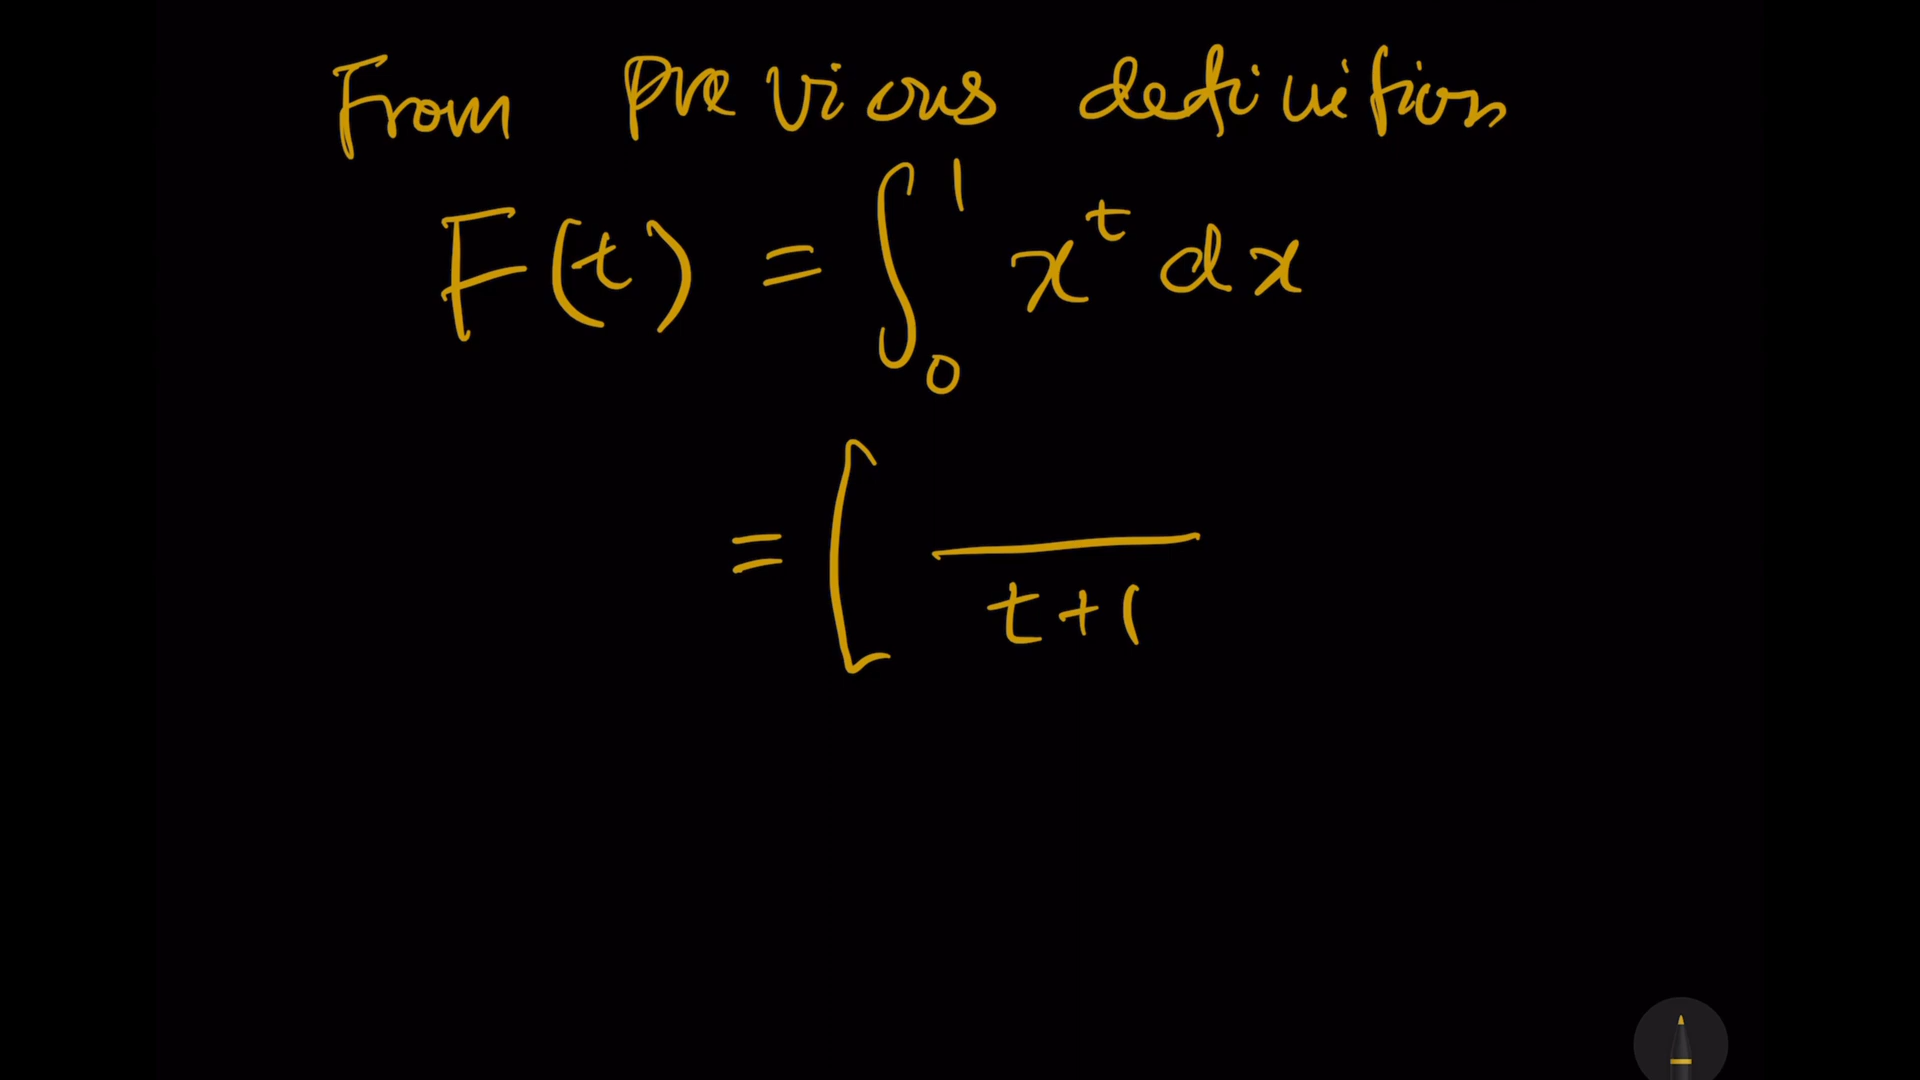 From previous definition
F(t) = ∫₀¹ xᵗ dx
= [ ―/(t+1)